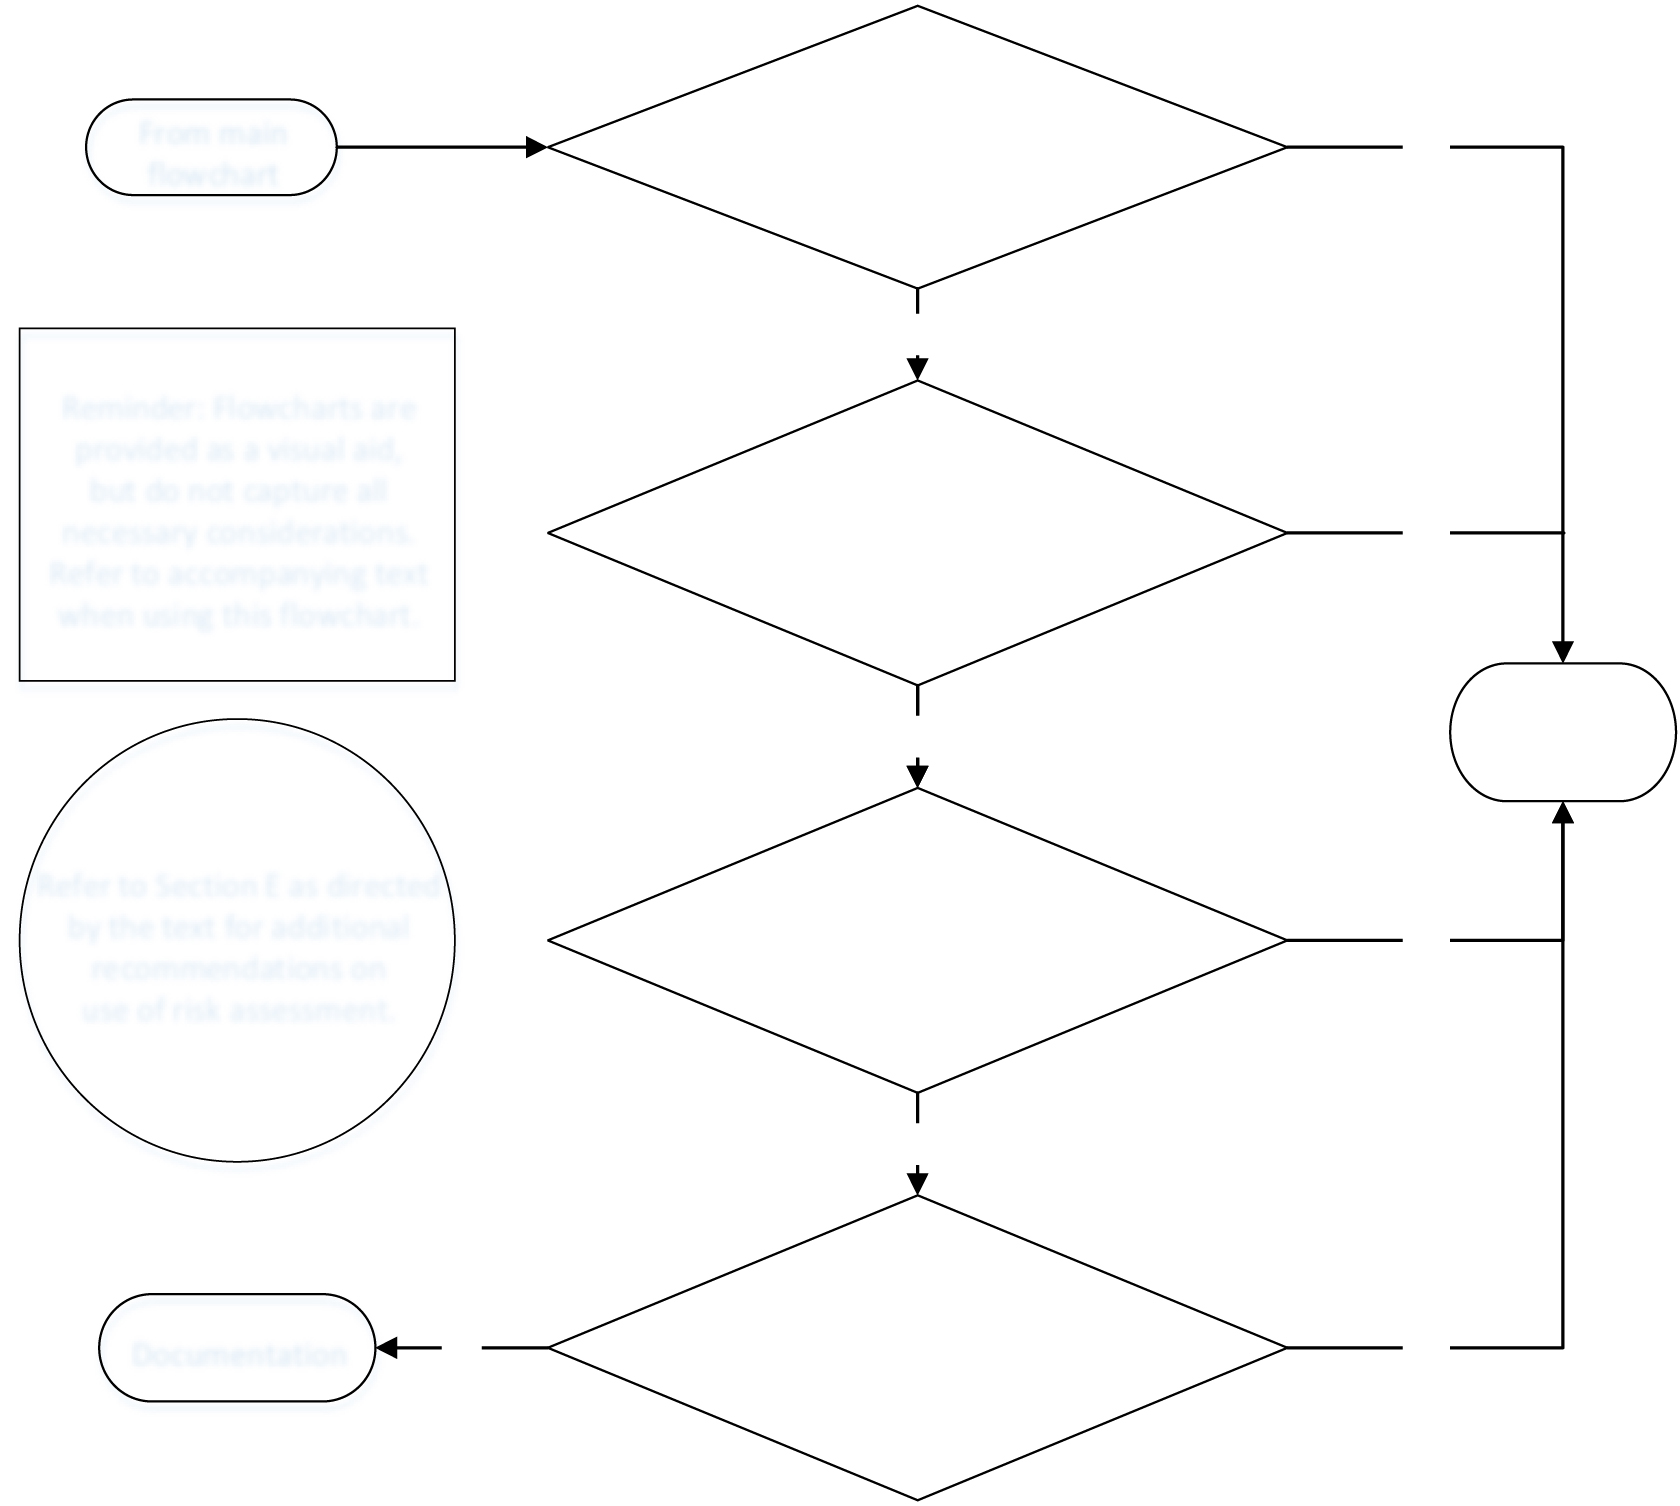 From main
flowchart
Reminder: Flowcharts are
provided as a visual aid,
but do not capture all
necessary considerations.
Refer to accompanying text
when using this flowchart.
Refer to Section E as directed
by the text for additional
recommendations on
use of risk assessment.
Documentation